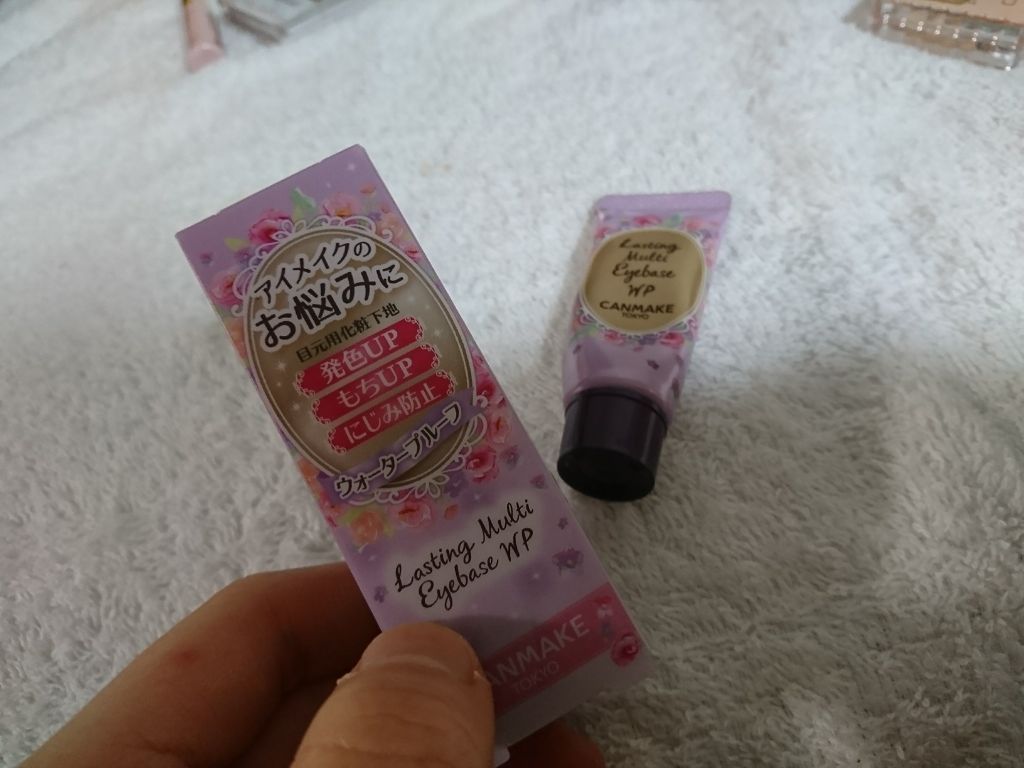 アイメイクの
お悩みに
目元用化粧下地
発色UP
もちUP
にじみ防止
ウォータープルーフ
Lasting Multi
Eyebase WP
CANMAKE
TOKYO
Lasting
Multi
Eyebase
WP
CANMAKE
TOKYO